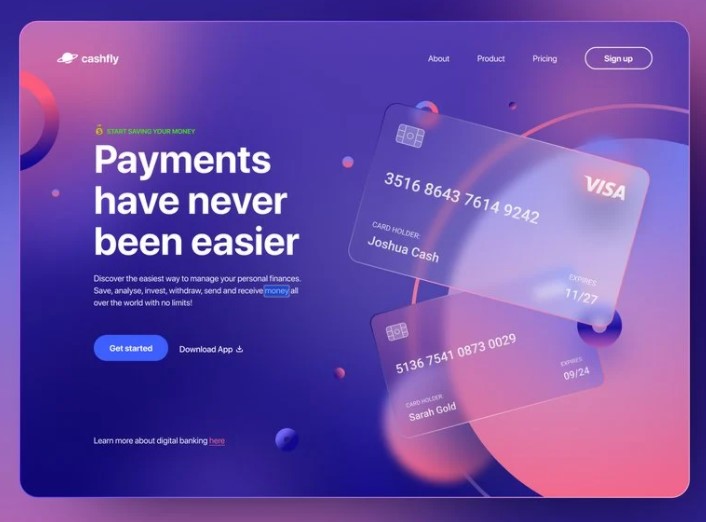 cashfly
About Product Pricing Sign up
START SAVING YOUR MONEY
Payments
have never
been easier
Discover the easiest way to manage your personal finances.
Save, analyse, invest, withdraw, send and receive money all
over the world with no limits!
Get started Download App
Learn more about digital banking here
VISA
3516 8643 7614 9242
CARD HOLDER:
Joshua Cash
EXPIRES
11/27
5136 7541 0873 0029
CARD HOLDER
Sarah Gold
EXPIRES
09/24